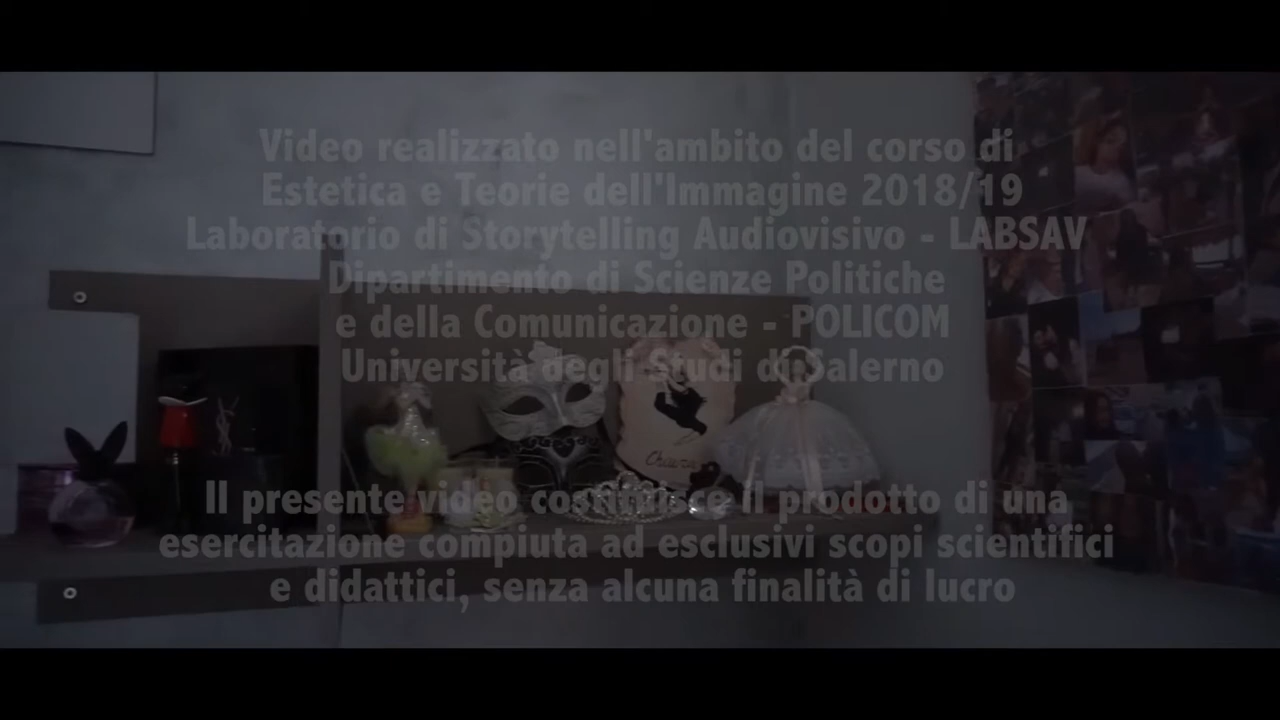 Video realizzato nell'ambito del corso di
Estetica e Teorie dell'Immagine 2018/19
Laboratorio di Storytelling Audiovisivo - LABSAV
Dipartimento di Scienze Politiche
e della Comunicazione - POLICOM
Università degli Studi di Salerno
Il presente video costituisce il prodotto di una
esercitazione compiuta ad esclusivi scopi scientifici
e didattici, senza alcuna finalità di lucro